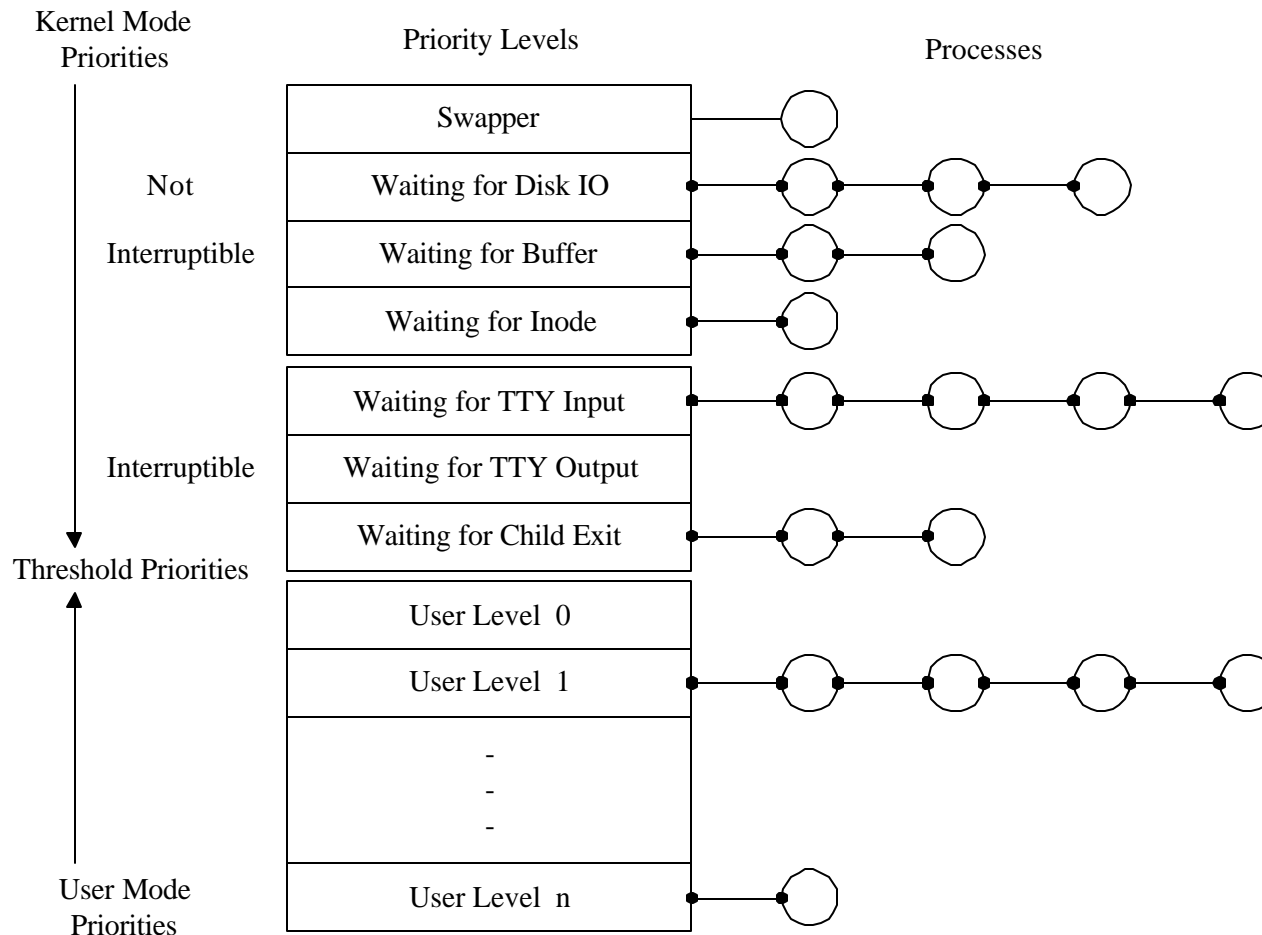 Kernel Mode
Priorities
Priority Levels
Processes
Swapper
Not
Waiting for Disk IO
Interruptible
Waiting for Buffer
Waiting for Inode
Waiting for TTY Input
Interruptible
Waiting for TTY Output
Waiting for Child Exit
Threshold Priorities
User Level 0
User Level 1
-
-
-
User Mode
Priorities
User Level n